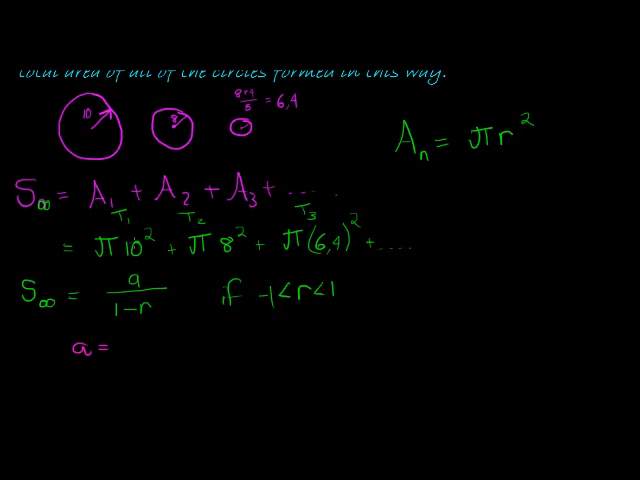 total area of all of the circles formed in this way.
10 8 8×4/5 = 6,4
Aₙ = πr²
S∞ = A₁ + A₂ + A₃ + .....
T₁ T₂ T₃
= π10² + π8² + π(6,4)² + ....
S∞ = a/(1-r) if -1<r<1
a =